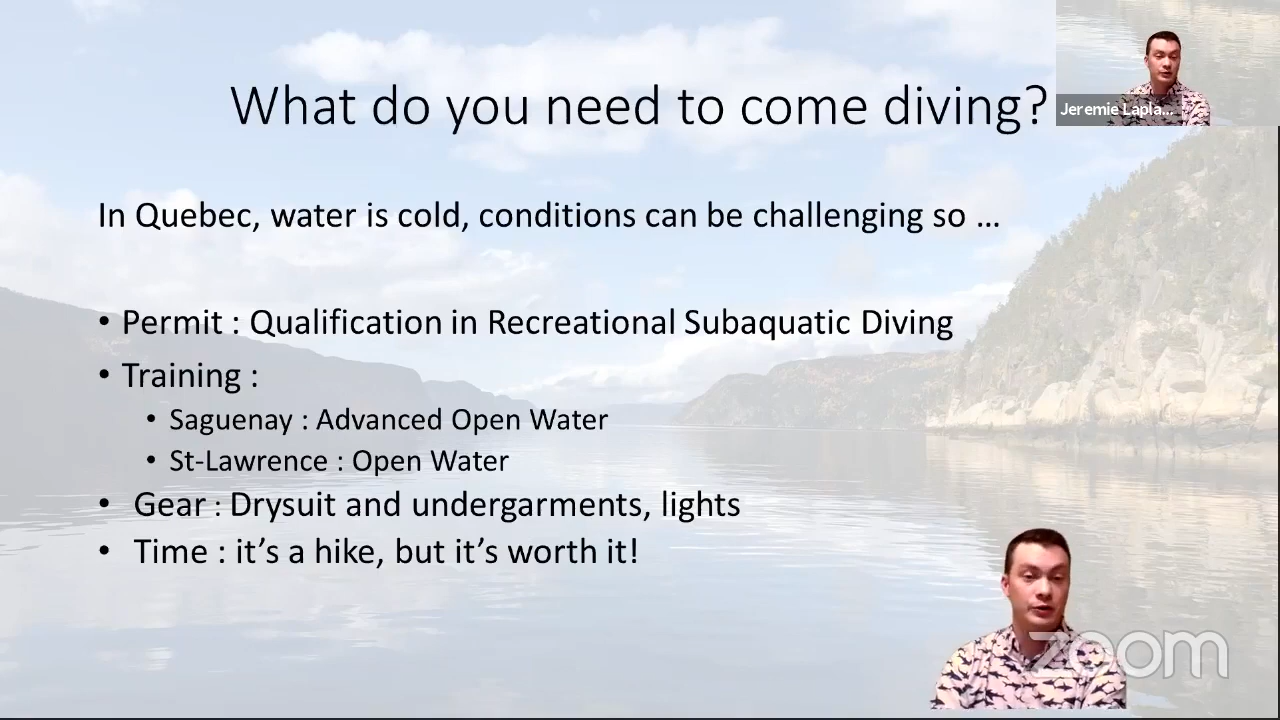 What do you need to come diving?
Jeremie Lapla...
In Quebec, water is cold, conditions can be challenging so …
• Permit : Qualification in Recreational Subaquatic Diving
• Training :
• Saguenay : Advanced Open Water
• St-Lawrence : Open Water
• Gear : Drysuit and undergarments, lights
• Time : it’s a hike, but it’s worth it!
zoom